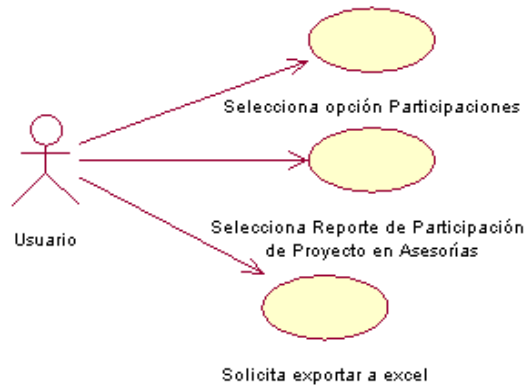 Selecciona opción Participaciones
Usuario
Selecciona Reporte de Participación
de Proyecto en Asesorías
Solicita exportar a excel